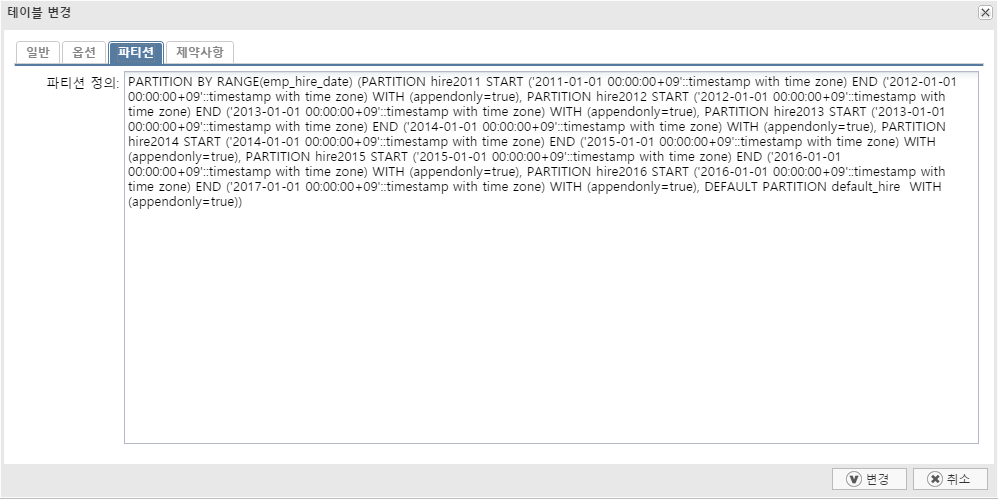 테이블 변경
일반 옵션 파티션 제약사항
파티션 정의:
PARTITION BY RANGE(emp_hire_date) (PARTITION hire2011 START ('2011-01-01 00:00:00+09'::timestamp with time zone) END ('2012-01-01
00:00:00+09'::timestamp with time zone) WITH (appendonly=true), PARTITION hire2012 START ('2012-01-01 00:00:00+09'::timestamp with
time zone) END ('2013-01-01 00:00:00+09'::timestamp with time zone) WITH (appendonly=true), PARTITION hire2013 START ('2013-01-01
00:00:00+09'::timestamp with time zone) END ('2014-01-01 00:00:00+09'::timestamp with time zone) WITH (appendonly=true), PARTITION
hire2014 START ('2014-01-01 00:00:00+09'::timestamp with time zone) END ('2015-01-01 00:00:00+09'::timestamp with time zone) WITH
(appendonly=true), PARTITION hire2015 START ('2015-01-01 00:00:00+09'::timestamp with time zone) END ('2016-01-01
00:00:00+09'::timestamp with time zone) WITH (appendonly=true), PARTITION hire2016 START ('2016-01-01 00:00:00+09'::timestamp with
time zone) END ('2017-01-01 00:00:00+09'::timestamp with time zone) WITH (appendonly=true), DEFAULT PARTITION default_hire  WITH
(appendonly=true))
변경 취소